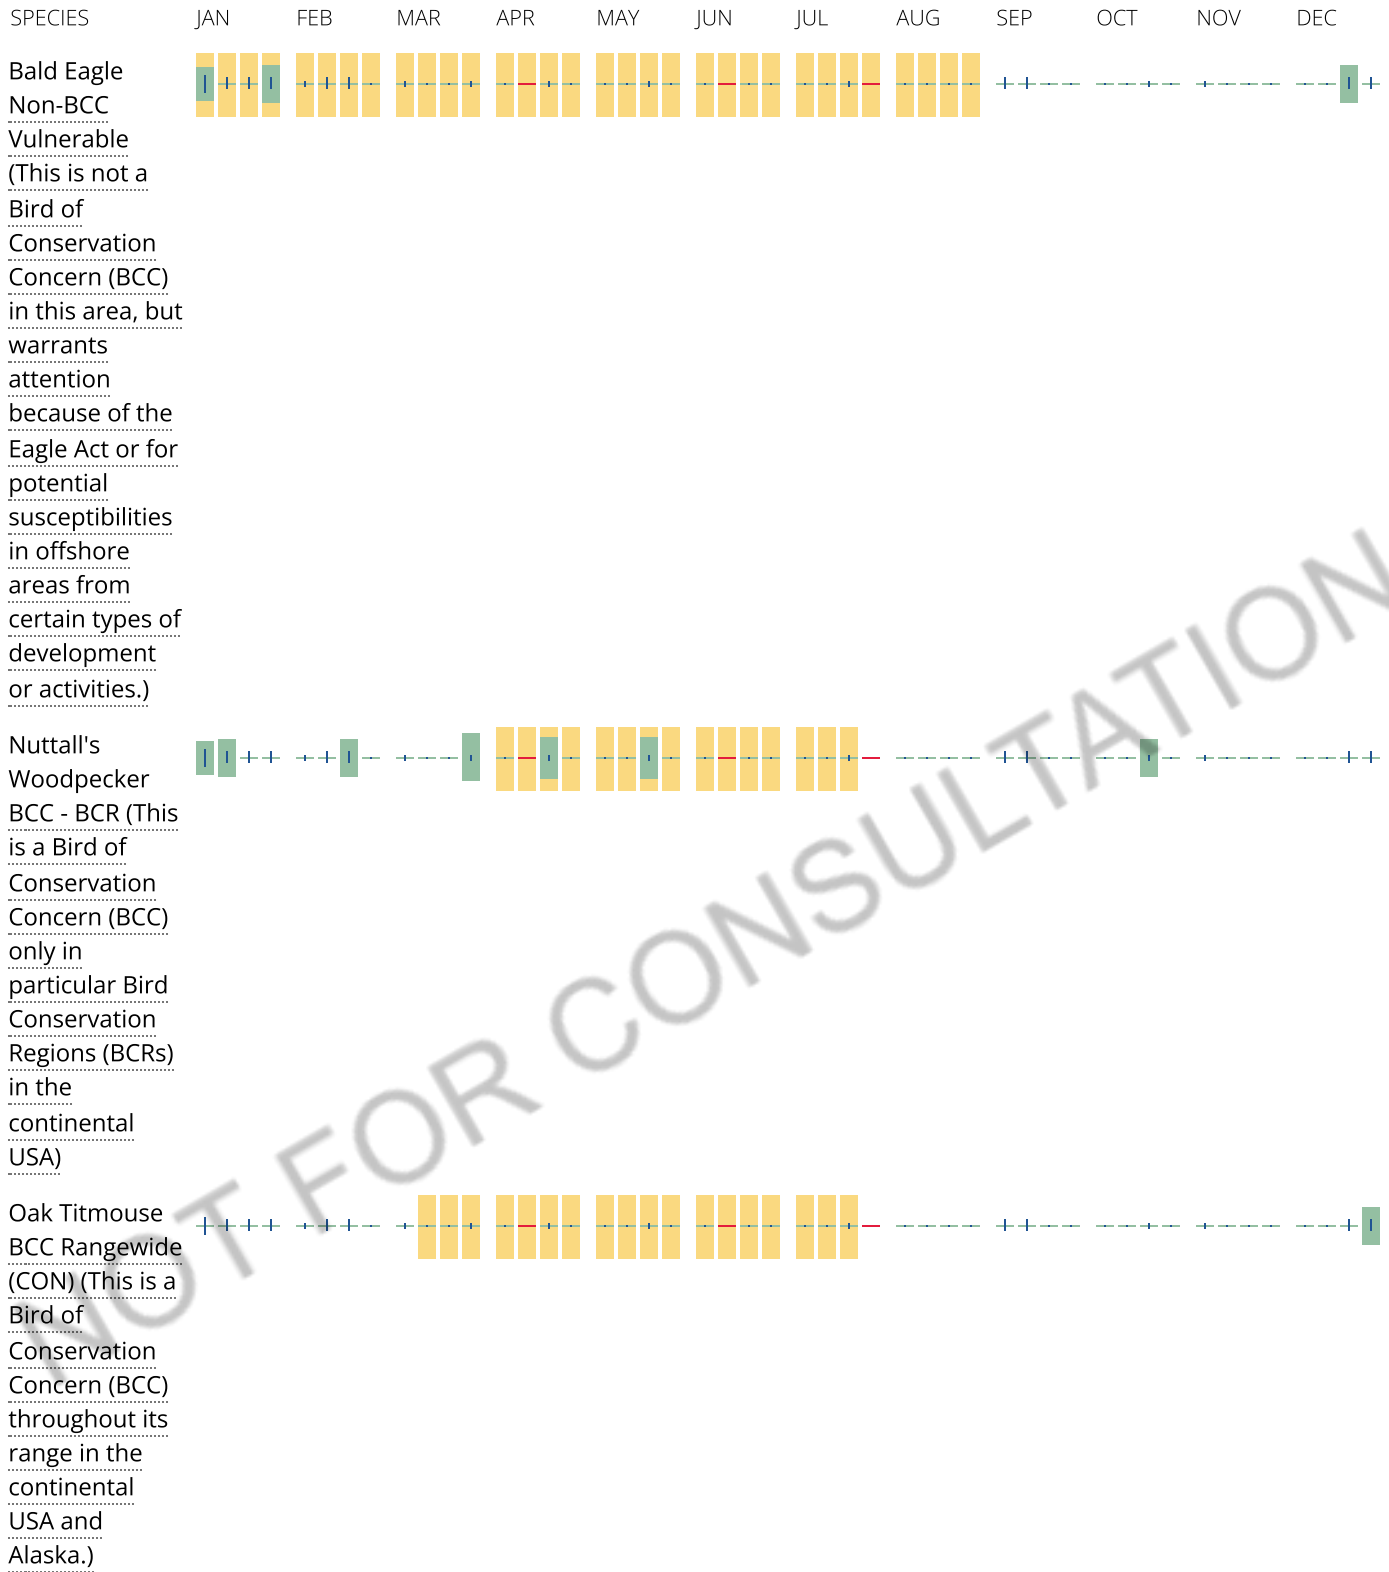 SPECIES JAN FEB MAR APR MAY JUN JUL AUG SEP OCT NOV DEC
Bald Eagle
Non-BCC
Vulnerable
(This is not a
Bird of
Conservation
Concern (BCC)
in this area, but
warrants
attention
because of the
Eagle Act or for
potential
susceptibilities
in offshore
areas from
certain types of
development
or activities.)
Nuttall's
Woodpecker
BCC - BCR (This
is a Bird of
Conservation
Concern (BCC)
only in
particular Bird
Conservation
Regions (BCRs)
in the
continental
USA)
Oak Titmouse
BCC Rangewide
(CON) (This is a
Bird of
Conservation
Concern (BCC)
throughout its
range in the
continental
USA and
Alaska.)
NOT FOR CONSULTATION